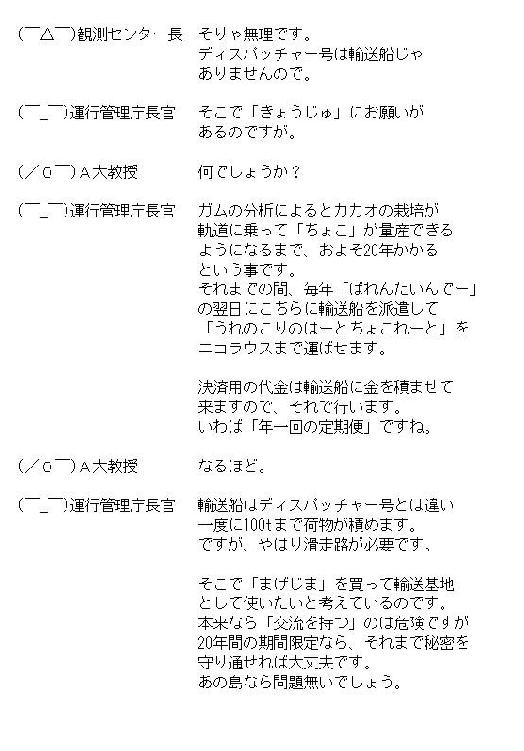 (￣△￣)観測センター長　そりゃ無理です。
ディスパッチャー号は輸送船じゃ
ありませんので。
(￣_￣)運行管理庁長官　そこで「きょうじゅ」にお願いが
あるのですが。
(／０￣)Ａ大教授　何でしょうか？
(￣_￣)運行管理庁長官　ガムの分析によるとカカオの栽培が
軌道に乗って「ちょこ」が量産できる
ようになるまで、およそ20年かかる
という事です。
それまでの間、毎年「ばれんたいんでー」
の翌日にこちらに輸送船を派遣して
「うれのこりのはーとちょこれーと」を
ニコラウスまで運ばせます。
決済用の代金は輸送船に金を積ませて
来ますので、それで行います。
いわば「年一回の定期便」ですね。
(／０￣)Ａ大教授　なるほど。
(￣_￣)運行管理庁長官　輸送船はディスパッチャー号とは違い
一度に100tまで荷物が積めます。
ですが、やはり滑走路が必要です、
そこで「まげじま」を買って輸送基地
として使いたいと考えているのです。
本来なら「交流を持つ」のは危険ですが
20年間の期間限定なら、それまで秘密を
守り通せれば大丈夫です。
あの島なら問題無いでしょう。